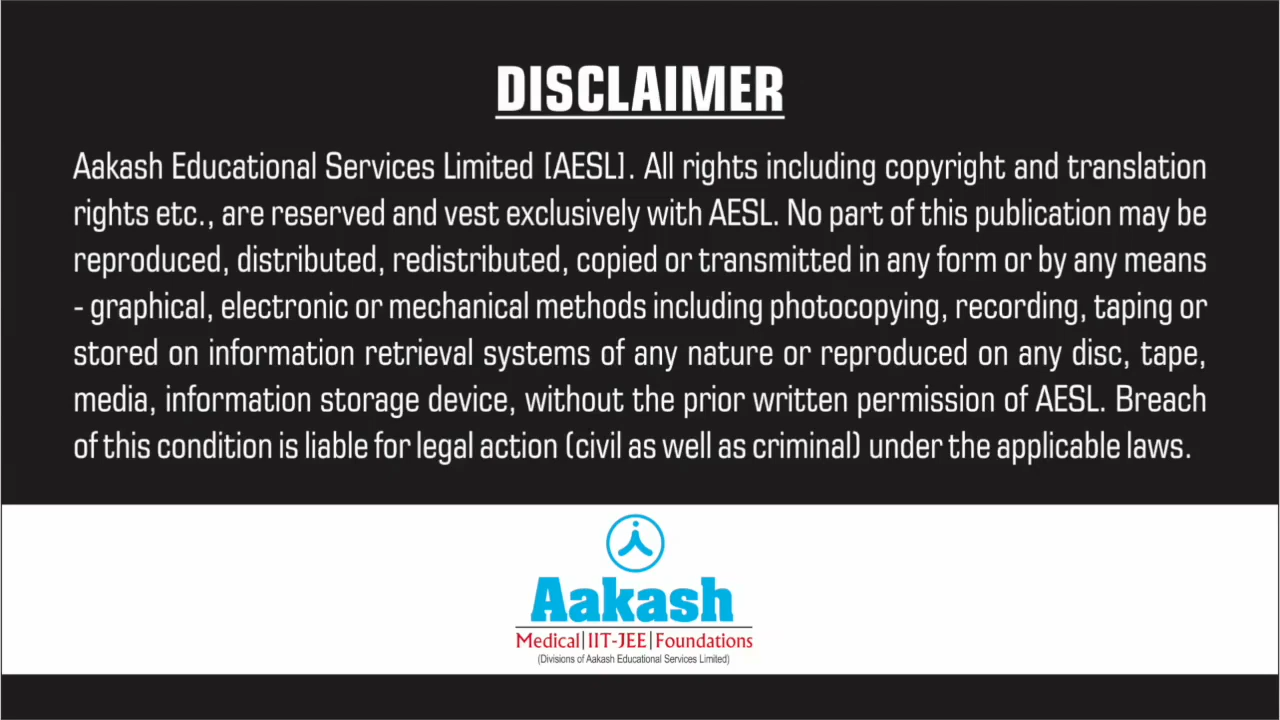 DISCLAIMER
Aakash Educational Services Limited [AESL]. All rights including copyright and translation
rights etc., are reserved and vest exclusively with AESL. No part of this publication may be
reproduced, distributed, redistributed, copied or transmitted in any form or by any means
- graphical, electronic or mechanical methods including photocopying, recording, taping or
stored on information retrieval systems of any nature or reproduced on any disc, tape,
media, information storage device, without the prior written permission of AESL. Breach
of this condition is liable for legal action (civil as well as criminal) under the applicable laws.
Aakash
Medical|IIT-JEE|Foundations
(Divisions of Aakash Educational Services Limited)